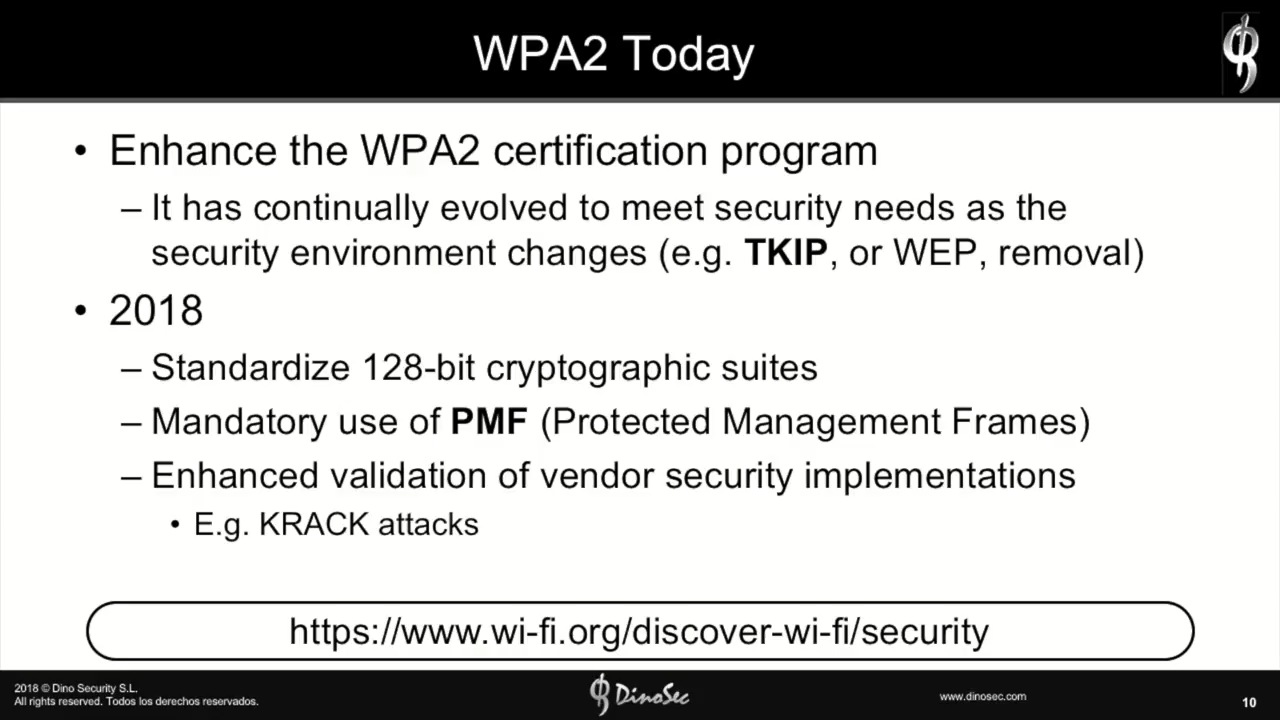 WPA2 Today
• Enhance the WPA2 certification program
– It has continually evolved to meet security needs as the
security environment changes (e.g. TKIP, or WEP, removal)
• 2018
– Standardize 128-bit cryptographic suites
– Mandatory use of PMF (Protected Management Frames)
– Enhanced validation of vendor security implementations
• E.g. KRACK attacks
https://www.wi-fi.org/discover-wi-fi/security
2018 © Dino Security S.L.
All rights reserved. Todos los derechos reservados.
DinoSec
www.dinosec.com
10